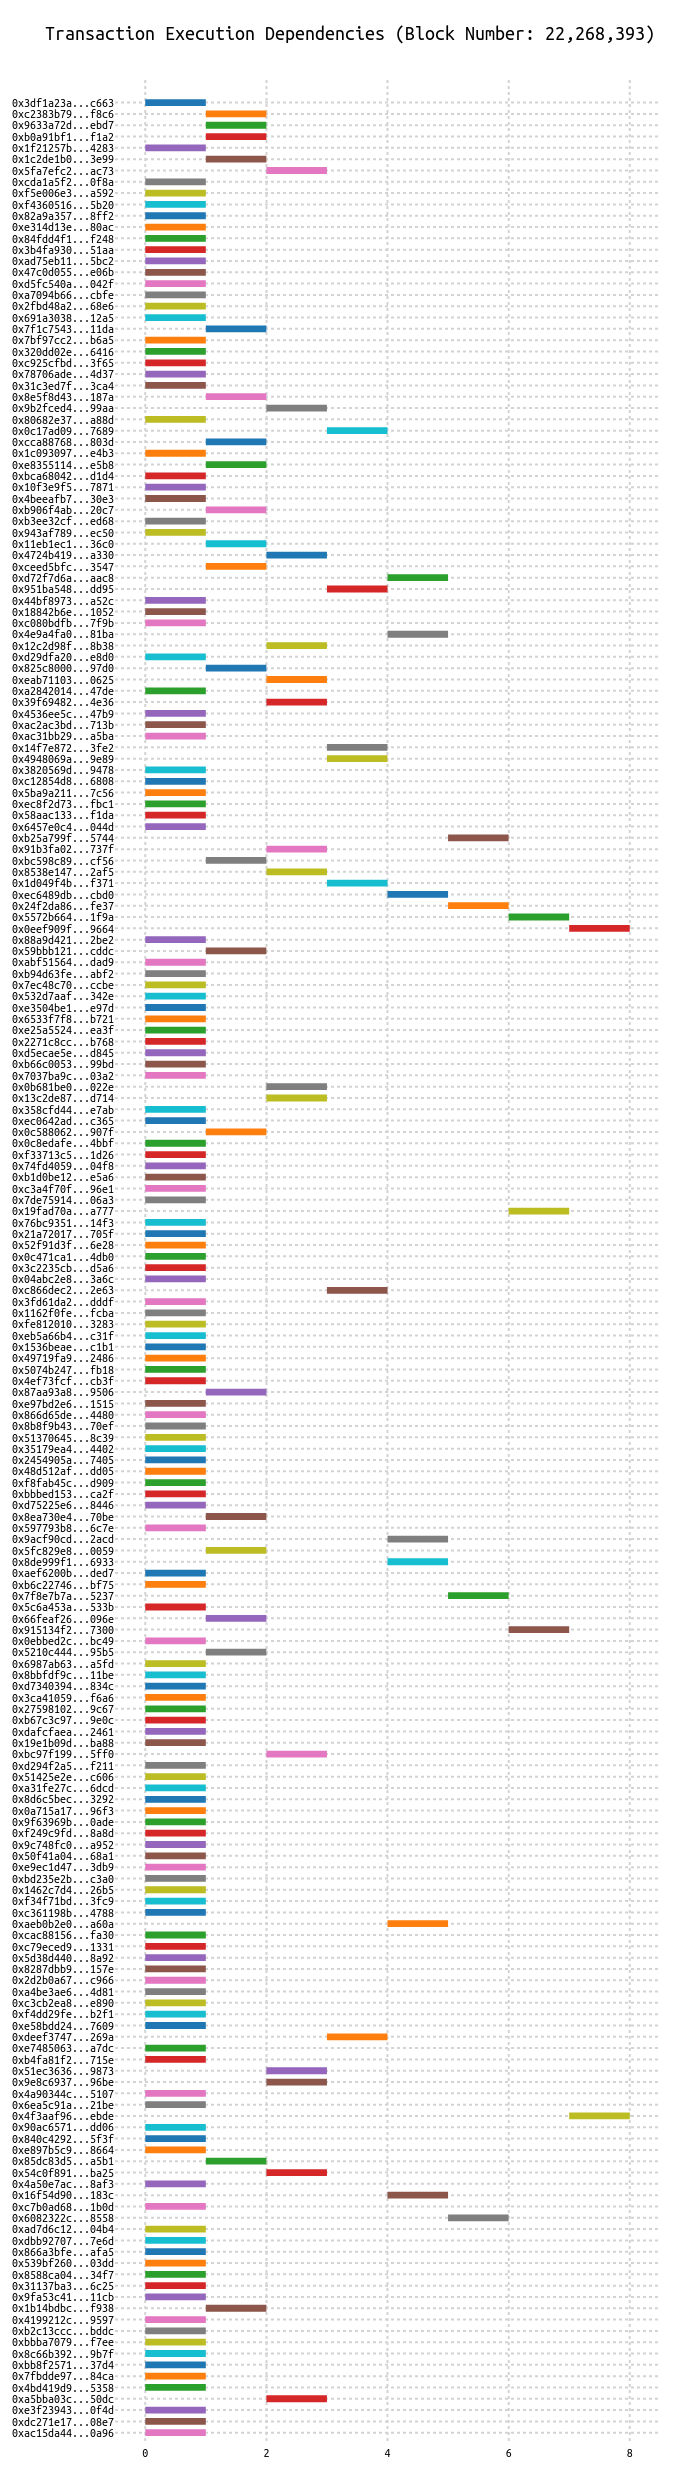 Transaction Execution Dependencies (Block Number: 22,268,393)
0x3df1a23a...c663
0xc2383b79...f8c6
0x9633a72d...ebd7
0xb0a91bf1...f1a2
0x1f21257b...4283
0x1c2de1b0...3e99
0x5fa7efc2...ac73
0xcda1a5f2...0f8a
0xf5e006e3...a592
0xf4360516...5b20
0x82a9a357...8ff2
0xe314d13e...80ac
0x84fdd4f1...f248
0x3b4fa930...51aa
0xad75eb11...5bc2
0x47c0d055...e06b
0xd5fc540a...042f
0xa7094b66...cbfe
0x2fbd48a2...68e6
0x691a3038...12a5
0x7f1c7543...11da
0x7bf97cc2...b6a5
0x320dd02e...6416
0xc925cfbd...3f65
0x78706ade...4d37
0x31c3ed7f...3ca4
0x8e5f8d43...187a
0x9b2fced4...99aa
0x80682e37...a88d
0x0c17ad09...7689
0xcca88768...803d
0x1c093097...e4b3
0xe8355114...e5b8
0xbca68042...d1d4
0x10f3e9f5...7871
0x4beeafb7...30e3
0xb906f4ab...20c7
0xb3ee32cf...ed68
0x943af789...ec50
0x11eb1ec1...36c0
0x4724b419...a330
0xceed5bfc...3547
0xd72f7d6a...aac8
0x951ba548...dd95
0x44bf8973...a52c
0x18842b6e...1052
0xc080bdfb...7f9b
0x4e9a4fa0...81ba
0x12c2d98f...8b38
0xd29dfa20...e8d0
0x825c8000...97d0
0xeab71103...0625
0xa2842014...47de
0x39f69482...4e36
0x4536ee5c...47b9
0xac2ac3bd...713b
0xac31bb29...a5ba
0x14f7e872...3fe2
0x4948069a...9e89
0x3820569d...9478
0xc12854d8...6808
0x5ba9a211...7c56
0xec8f2d73...fbc1
0x58aac133...f1da
0x6457e0c4...044d
0xb25a799f...5744
0x91b3fa02...737f
0xbc598c89...cf56
0x8538e147...2af5
0x1d049f4b...f371
0xec6489db...cbd0
0x24f2da86...fe37
0x5572b664...1f9a
0x0eef909f...9664
0x88a9d421...2be2
0x59bbb121...cddc
0xabf51564...dad9
0xb94d63fe...abf2
0x7ec48c70...ccbe
0x532d7aaf...342e
0xe3504be1...e97d
0x6533f7f8...b721
0xe25a5524...ea3f
0x2271c8cc...b768
0xd5ecae5e...d845
0xb66c0053...99bd
0x7037ba9c...03a2
0x0b681be0...022e
0x13c2de87...d714
0x358cfd44...e7ab
0xec0642ad...c365
0x0c588062...907f
0x0c8edafe...4bbf
0xf33713c5...1d26
0x74fd4059...04f8
0xb1d0be12...e5a6
0xc3a4f70f...96e1
0x7de75914...06a3
0x19fad70a...a777
0x76bc9351...14f3
0x21a72017...705f
0x52f91d3f...6e28
0x0c471ca1...4db0
0x3c2235cb...d5a6
0x04abc2e8...3a6c
0xc866dec2...2e63
0x3fd61da2...dddf
0x1162f0fe...fcba
0xfe812010...3283
0xeb5a66b4...c31f
0x1536beae...c1b1
0x49719fa9...2486
0x5074b247...fb18
0x4ef73fcf...cb3f
0x87aa93a8...9506
0xe97bd2e6...1515
0x866d65de...4480
0x8b8f9b43...70ef
0x51370645...8c39
0x35179ea4...4402
0x2454905a...7405
0x48d512af...dd05
0xf8fab45c...d909
0xbbbed153...ca2f
0xd75225e6...8446
0x8ea730e4...70be
0x597793b8...6c7e
0x9acf90cd...2acd
0x5fc829e8...0059
0x8de999f1...6933
0xaef6200b...ded7
0xb6c22746...bf75
0x7f8e7b7a...5237
0x5c6a453a...533b
0x66feaf26...096e
0x915134f2...7300
0x0ebbed2c...bc49
0x5210c444...95b5
0x6987ab63...a5fd
0x8bbfdf9c...11be
0xd7340394...834c
0x3ca41059...f6a6
0x27598102...9c67
0xb67c3c97...9e0c
0xdafcfaea...2461
0x19e1b09d...ba88
0xbc97f199...5ff0
0xd294f2a5...f211
0x51425e2e...c606
0xa31fe27c...6dcd
0x8d6c5bec...3292
0x0a715a17...96f3
0x9f63969b...0ade
0xf249c9fd...8a8d
0x9c748fc0...a952
0x50f41a04...68a1
0xe9ec1d47...3db9
0xbd235e2b...c3a0
0x1462c7d4...26b5
0xf34f71bd...3fc9
0xc361198b...4788
0xaeb0b2e0...a60a
0xcac88156...fa30
0xc79eced9...1331
0x5d38d440...8a92
0x8287dbb9...157e
0x2d2b0a67...c966
0xa4be3ae6...4d81
0xc3cb2ea8...e890
0xf4dd29fe...b2f1
0xe58bdd24...7609
0xdeef3747...269a
0xe7485063...a7dc
0xb4fa81f2...715e
0x51ec3636...9873
0x9e8c6937...96be
0x4a90344c...5107
0x6ea5c91a...21be
0x4f3aaf96...ebde
0x90ac6571...dd06
0x840c4292...5f3f
0xe897b5c9...8664
0x85dc83d5...a5b1
0x54c0f891...ba25
0x4a50e7ac...8af3
0x16f54d90...183c
0xc7b0ad68...1b0d
0x6082322c...8558
0xad7d6c12...04b4
0xdbb92707...7e6d
0x866a3bfe...afa5
0x539bf260...03dd
0x8588ca04...34f7
0x31137ba3...6c25
0x9fa53c41...11cb
0x1b14bdbc...f938
0x4199212c...9597
0xb2c13ccc...bddc
0xbbba7079...f7ee
0x8c66b392...9b7f
0xbb8f2571...37d4
0x7fbdde97...84ca
0x4bd419d9...5358
0xa5bba03c...50dc
0xe3f23943...0f4d
0xdc271e17...08e7
0xac15da44...0a96
0 2 4 6 8